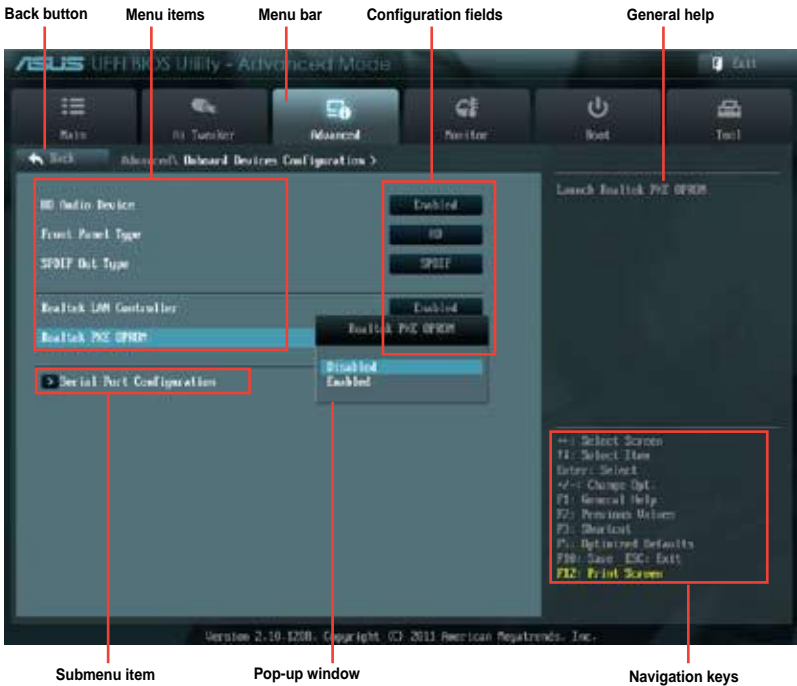 Back button
Menu items
Menu bar
Configuration fields
General help
ASUS UEFI BIOS Utility - Advanced Mode
Exit
Main
Ai Tweaker
Advanced
Monitor
Boot
Tool
Back
Advanced\ Onboard Devices Configuration >
HD Audio Device
Enabled
Front Panel Type
HD
SPDIF Out Type
SPDIF
Realtek LAN Controller
Enabled
Realtek PXE OPROM
Realtek PXE OPROM
Disabled
Enabled
> Serial Port Configuration
Launch Realtek PXE OPROM
: Select Screen
: Select Item
Enter: Select
+/-: Change Opt.
F1: General Help
F2: Previous Values
F3: Shortcut
F5: Optimized Defaults
F10: Save ESC: Exit
F12: Print Screen
Version 2.10.1208. Copyright (C) 2011 American Megatrends, Inc.
Submenu item
Pop-up window
Navigation keys